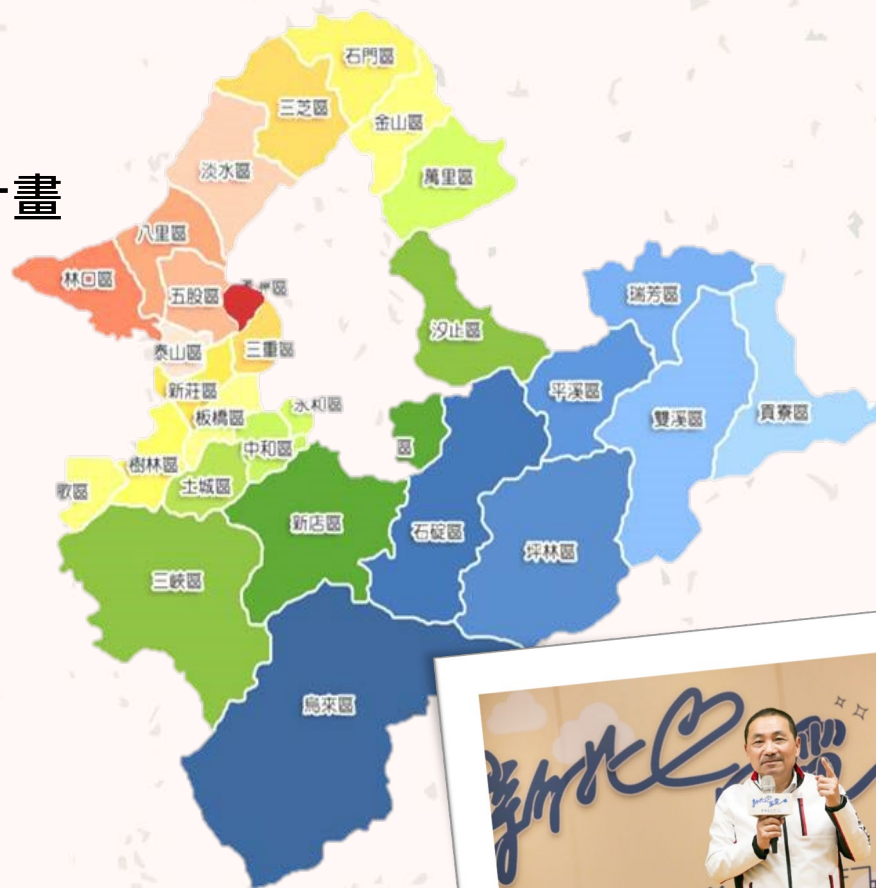 石門區
三芝區
金山區
淡水區
萬里區
畫
八里區
林口區
瑞芳區
五股區
汐止區
泰山區
三重區
新莊區
平溪區
板橋區
永和區
雙溪區
貢寮區
中和區
區
樹林區
土城區
歌區
新店區
石碇區
坪林區
三峽區
烏來區